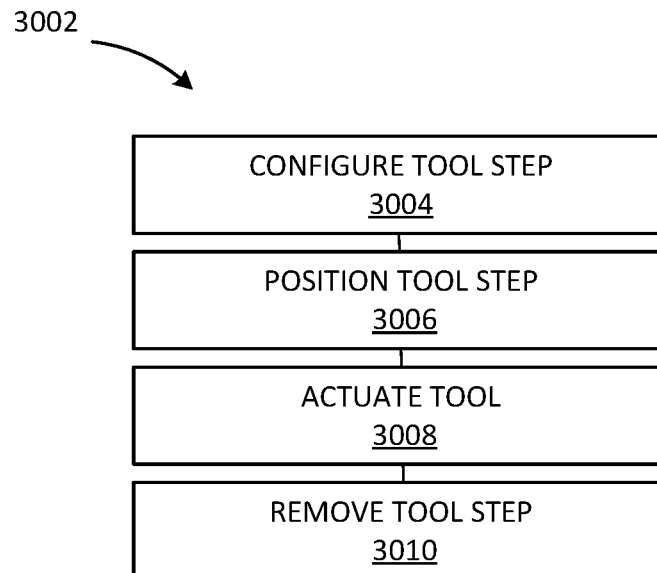 3002
CONFIGURE TOOL STEP
3004
POSITION TOOL STEP
3006
ACTUATE TOOL
3008
REMOVE TOOL STEP
3010